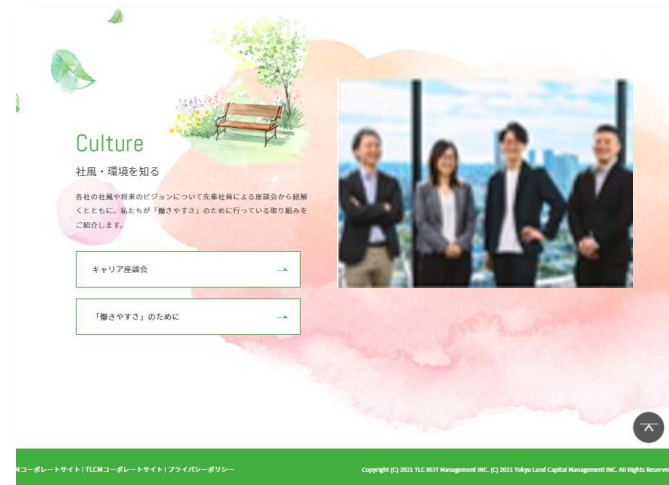 Culture
社風・環境を知る
各社の社風や将来のビジョンについて先輩社員による座談会から紐解
くとともに、私たちが「働きやすさ」のために行っている取り組みを
ご紹介します。
キャリア座談会
「働きやすさ」のために
Mコーポレートサイト | TLCMコーポレートサイト | プライバシーポリシー
Copyright (C) 2021 TLC REIT Management INC. (C) 2021 Tokyu Land Capital Management INC. All Rights Reserved